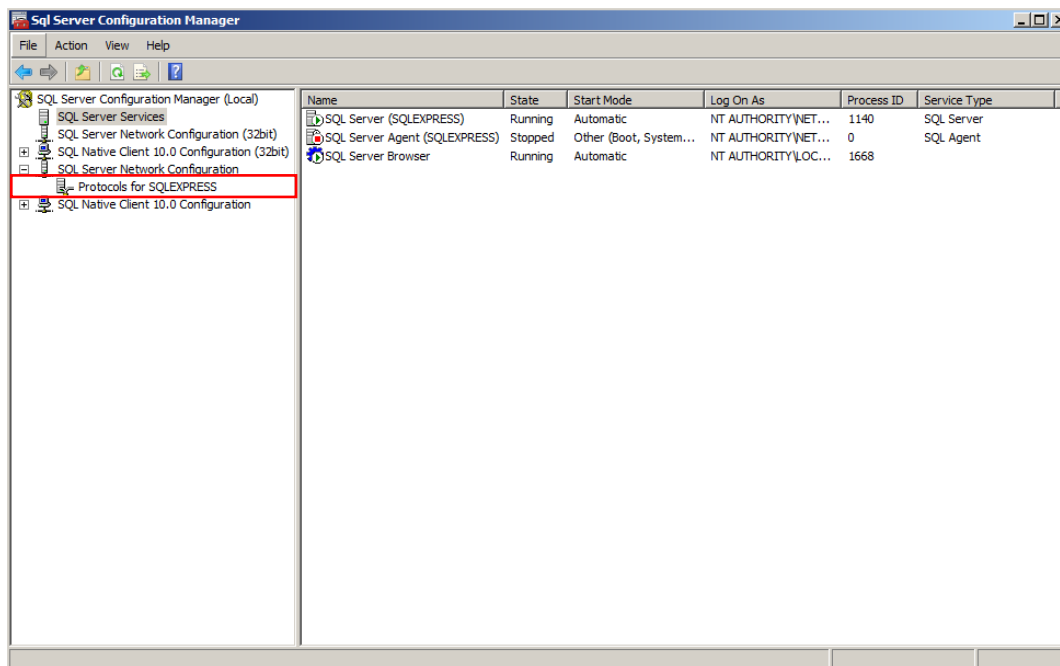 Sql Server Configuration Manager
File Action View Help
SQL Server Configuration Manager (Local)
SQL Server Services
SQL Server Network Configuration (32bit)
SQL Native Client 10.0 Configuration (32bit)
SQL Server Network Configuration
Protocols for SQLEXPRESS
SQL Native Client 10.0 Configuration
Name State Start Mode Log On As Process ID Service Type
SQL Server (SQLEXPRESS) Running Automatic NT AUTHORITY\NET... 1140 SQL Server
SQL Server Agent (SQLEXPRESS) Stopped Other (Boot, System... NT AUTHORITY\NET... 0 SQL Agent
SQL Server Browser Running Automatic NT AUTHORITY\LOC... 1668